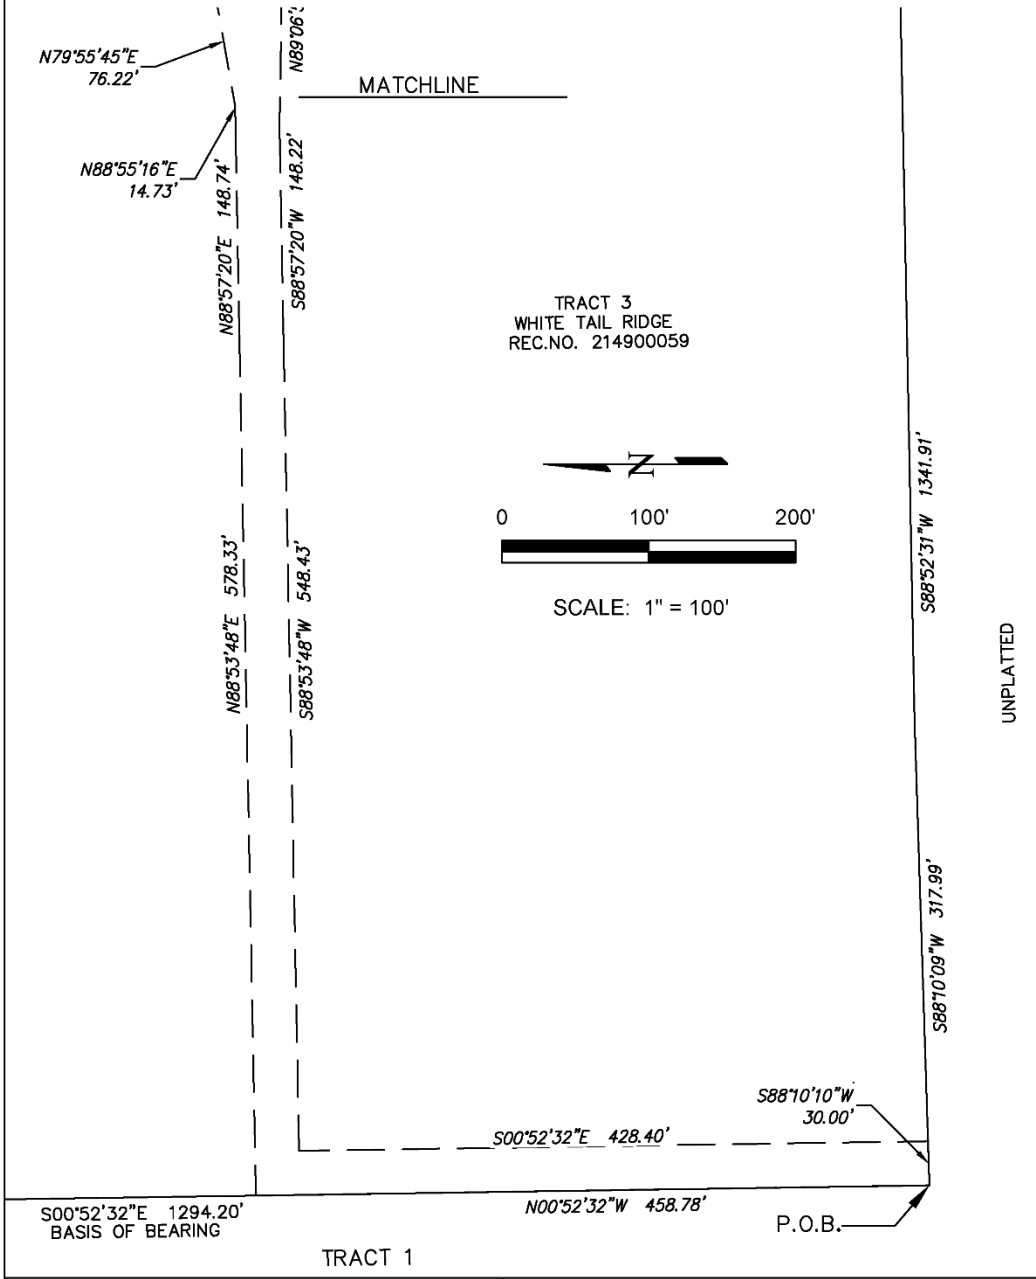 N89°06'5
N79°55'45"E
76.22'
MATCHLINE
N88°55'16"E
14.73'
N88°57'20"E 148.74'
S88°57'20"W 148.22'
TRACT 3
WHITE TAIL RIDGE
REC.NO. 214900059
N
0 100' 200'
SCALE: 1" = 100'
S88°52'31"W 1341.91'
N88°53'48"E 578.33'
S88°53'48"W 548.43'
UNPLATTED
S88°10'09"W 317.99'
S88°10'10"W
30.00'
S00°52'32"E 428.40'
S00°52'32"E 1294.20'
BASIS OF BEARING
N00°52'32"W 458.78'
P.O.B.
TRACT 1